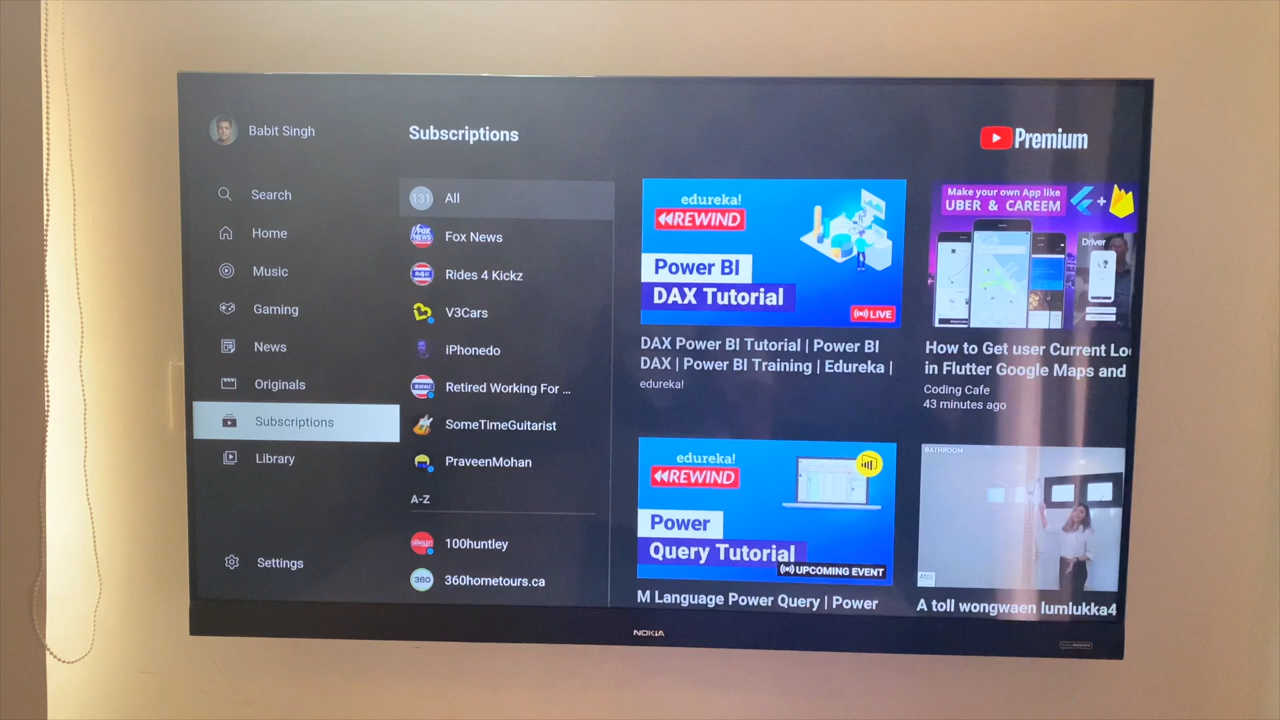 Babit Singh
Search
Home
Music
Gaming
News
Originals
Subscriptions
Library
Settings
Subscriptions
131 All
Fox News
Rides 4 Kickz
V3Cars
iPhonedo
Retired Working For ...
SomeTimeGuitarist
PraveenMohan
A-Z
100huntley
360 360hometours.ca
Premium
edureka!
REWIND
Power BI
DAX Tutorial
LIVE
DAX Power BI Tutorial | Power BI
DAX | Power BI Training | Edureka |
edureka!
Make your own App like
UBER & CAREEM
Driver
How to Get user Current Lo
in Flutter Google Maps and
Coding Cafe
43 minutes ago
edureka!
REWIND
Power
Query Tutorial
UPCOMING EVENT
M Language Power Query | Power
BATHROOM
A toll wongwaen lumlukka4
NOKIA